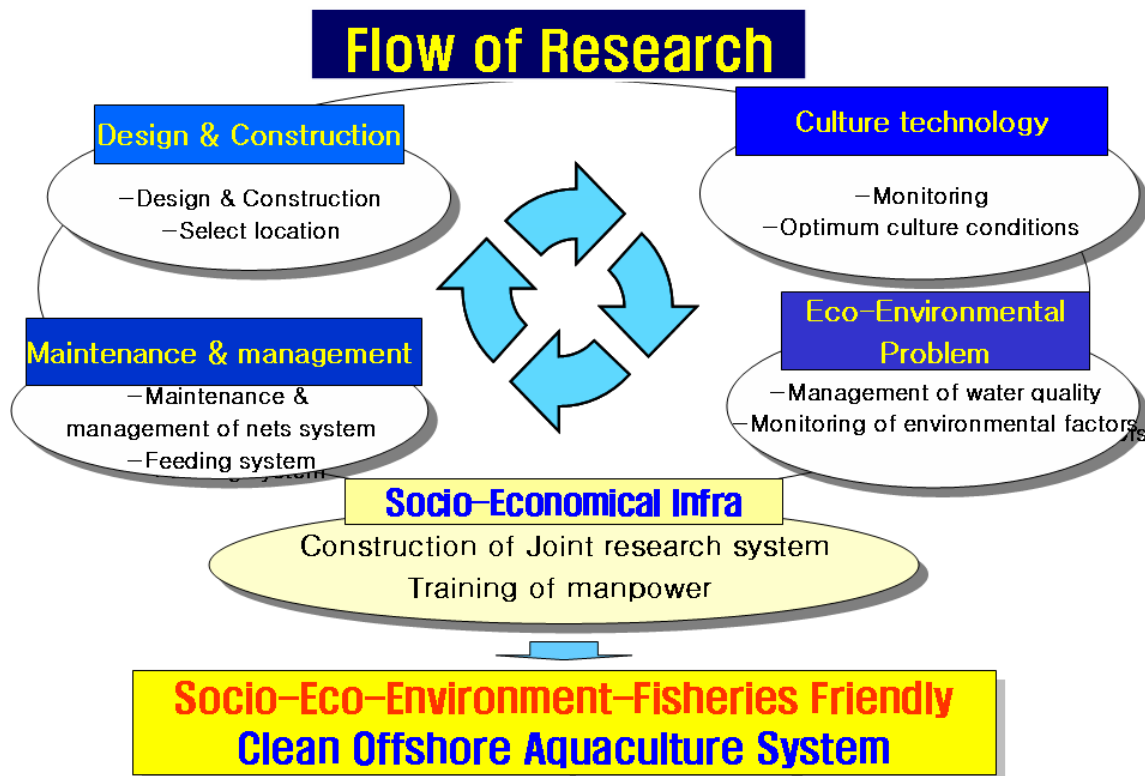 Flow of Research
Design & Construction
−Design & Construction
−Select location
Culture technology
−Monitoring
−Optimum culture conditions
Maintenance & management
−Maintenance &
management of nets system
−Feeding system
Eco−Environmental
Problem
−Management of water quality
−Monitoring of environmental factors
Socio−Economical Infra
Construction of Joint research system
Training of manpower
Socio−Eco−Environment−Fisheries Friendly
Clean Offshore Aquaculture System